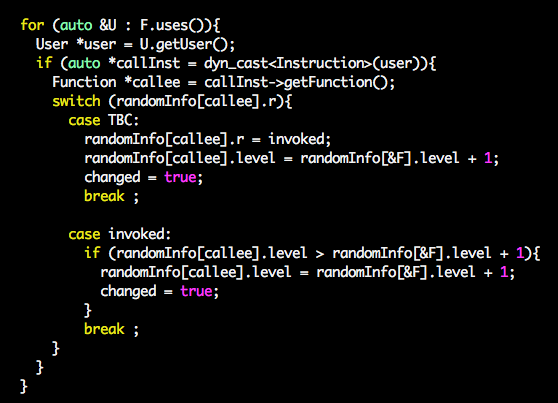 for (auto &U : F.uses()){
  User *user = U.getUser();
  if (auto *callInst = dyn_cast<Instruction>(user)){
    Function *callee = callInst->getFunction();
    switch (randomInfo[callee].r){
      case TBC:
        randomInfo[callee].r = invoked;
        randomInfo[callee].level = randomInfo[&F].level + 1;
        changed = true;
        break ;

      case invoked:
        if (randomInfo[callee].level > randomInfo[&F].level + 1){
          randomInfo[callee].level = randomInfo[&F].level + 1;
          changed = true;
        }
        break ;
    }
  }
}